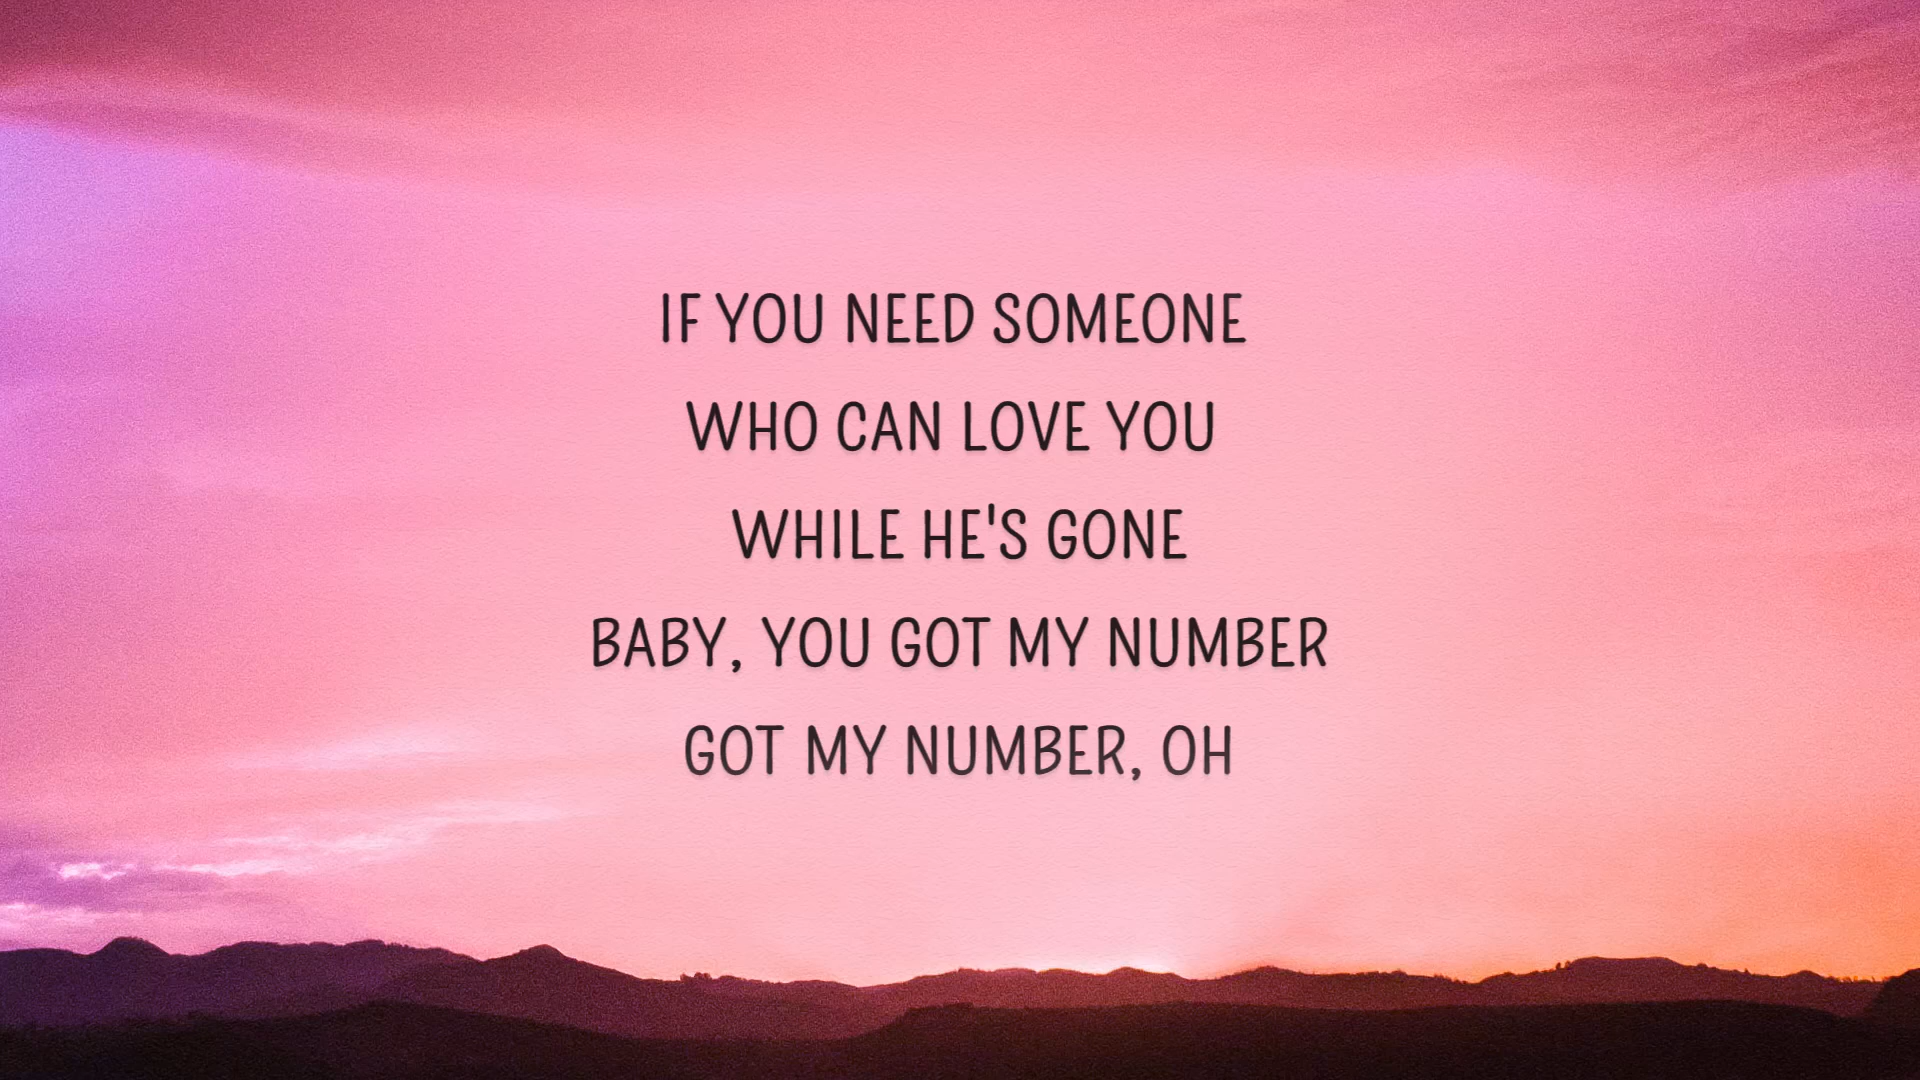 IF YOU NEED SOMEONE
WHO CAN LOVE YOU
WHILE HE'S GONE
BABY, YOU GOT MY NUMBER
GOT MY NUMBER, OH